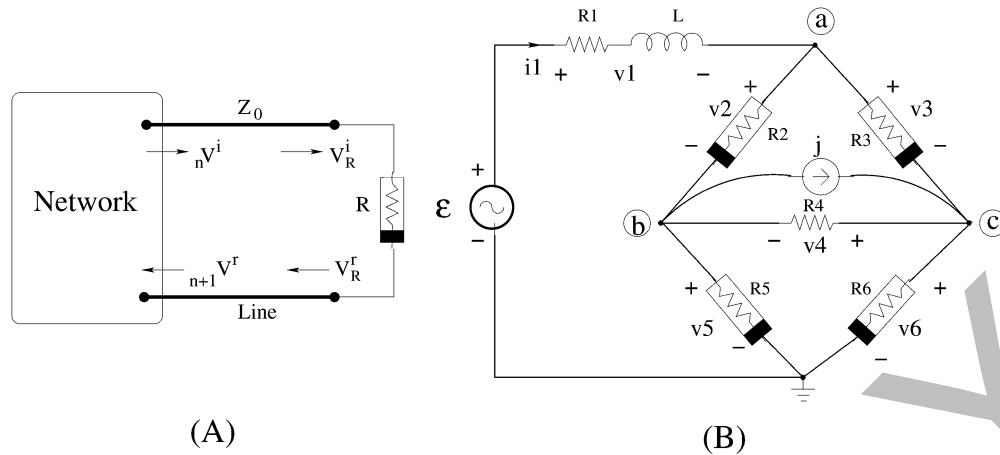 Z0
nV^i
V_R^i
Network
R
n+1V^r
V_R^r
Line
(A)
R1
L
a
i1
+
v1
−
+
v2
R2
−
+
v3
R3
−
j
+
ε
−
b
R4
c
−
v4
+
+
R5
v5
−
R6
+
v6
−
(B)